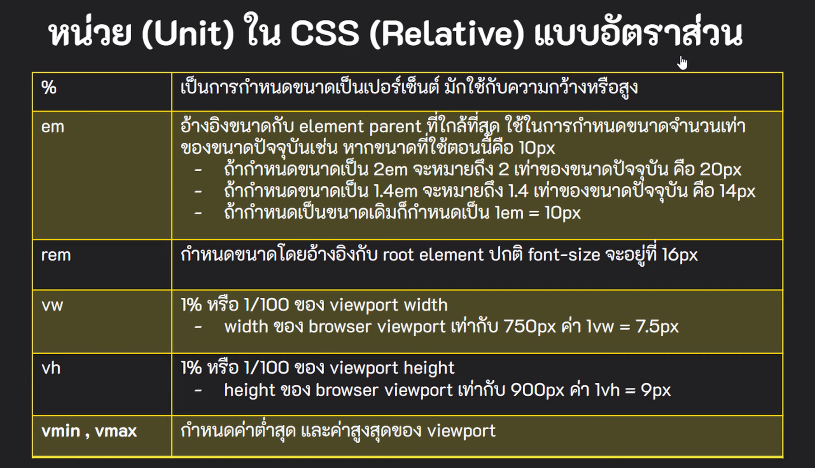 หน่วย (Unit) ใน CSS (Relative) แบบอัตราส่วน
%
เป็นการกำหนดขนาดเป็นเปอร์เซ็นต์ มักใช้กับความกว้างหรือสูง
em
อ้างอิงขนาดกับ element parent ที่ใกล้ที่สุด ใช้ในการกำหนดขนาดจำนวนเท่า
ของขนาดปัจจุบันเช่น หากขนาดที่ใช้ตอนนี้คือ 10px
- ถ้ากำหนดขนาดเป็น 2em จะหมายถึง 2 เท่าของขนาดปัจจุบัน คือ 20px
- ถ้ากำหนดขนาดเป็น 1.4em จะหมายถึง 1.4 เท่าของขนาดปัจจุบัน คือ 14px
- ถ้ากำหนดเป็นขนาดเดิมก็กำหนดเป็น 1em = 10px
rem
กำหนดขนาดโดยอ้างอิงกับ root element ปกติ font-size จะอยู่ที่ 16px
vw
1% หรือ 1/100 ของ viewport width
- width ของ browser viewport เท่ากับ 750px ค่า 1vw = 7.5px
vh
1% หรือ 1/100 ของ viewport height
- height ของ browser viewport เท่ากับ 900px ค่า 1vh = 9px
vmin , vmax
กำหนดค่าต่ำสุด และค่าสูงสุดของ viewport